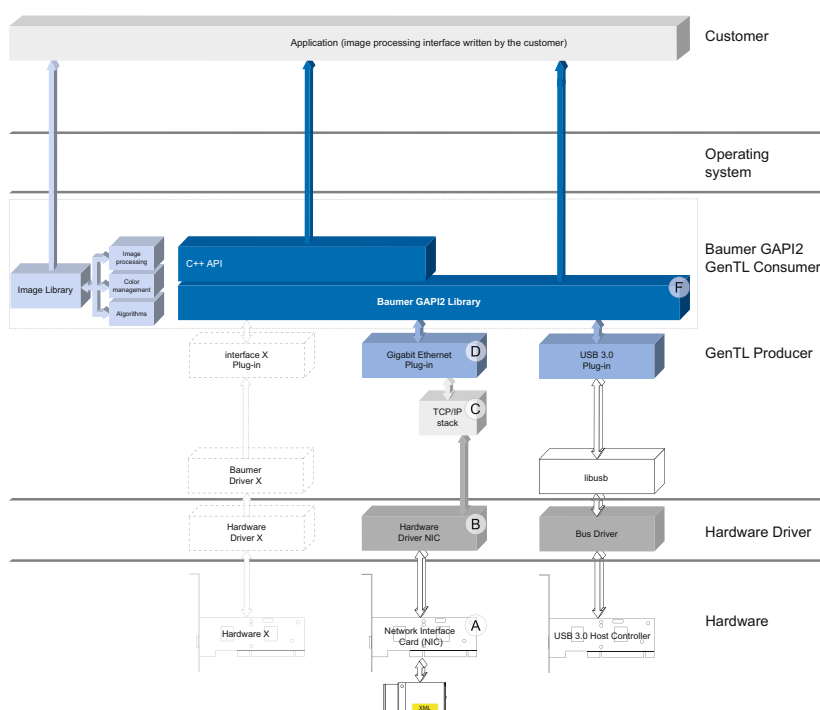 Customer
Application (image processing interface written by the customer)
Operating
system
Baumer GAPI2
GenTL Consumer
Image
processing
C++ API
Color
management
Image Library
F
Baumer GAPI2 Library
Algorithms
interface X
Plug-in
D
Gigabit Ethernet
Plug-in
USB 3.0
Plug-in
GenTL Producer
C
TCP/IP
stack
Baumer
Driver X
libusb
Hardware
Driver X
B
Hardware
Driver NIC
Bus Driver
Hardware Driver
Hardware
A
Hardware X
Network Interface
Card (NIC)
USB 3.0 Host Controller
XML